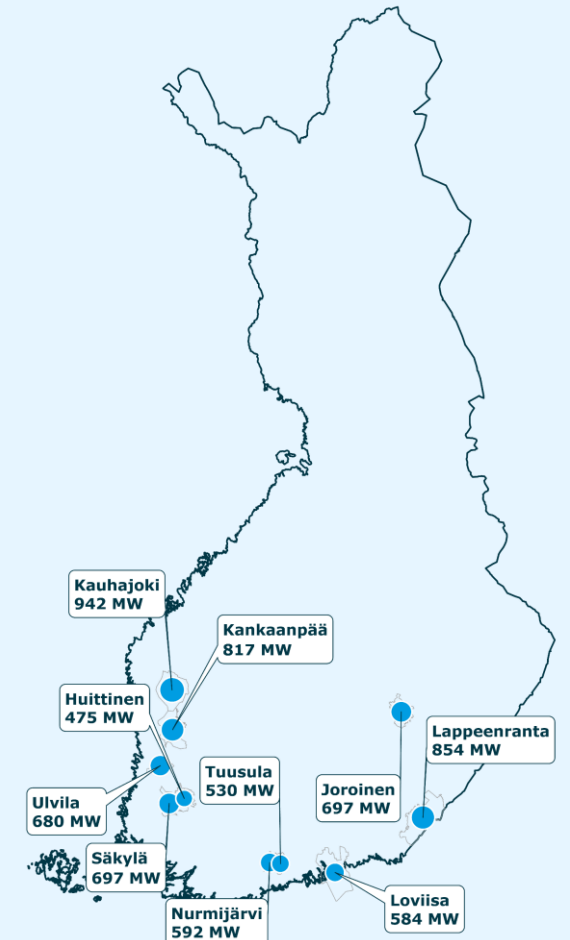 Kauhajoki
942 MW
Kankaanpää
817 MW
Huittinen
475 MW
Lappeenranta
854 MW
Tuusula
530 MW
Joroinen
697 MW
Ulvila
680 MW
Säkylä
697 MW
Loviisa
584 MW
Nurmijärvi
592 MW